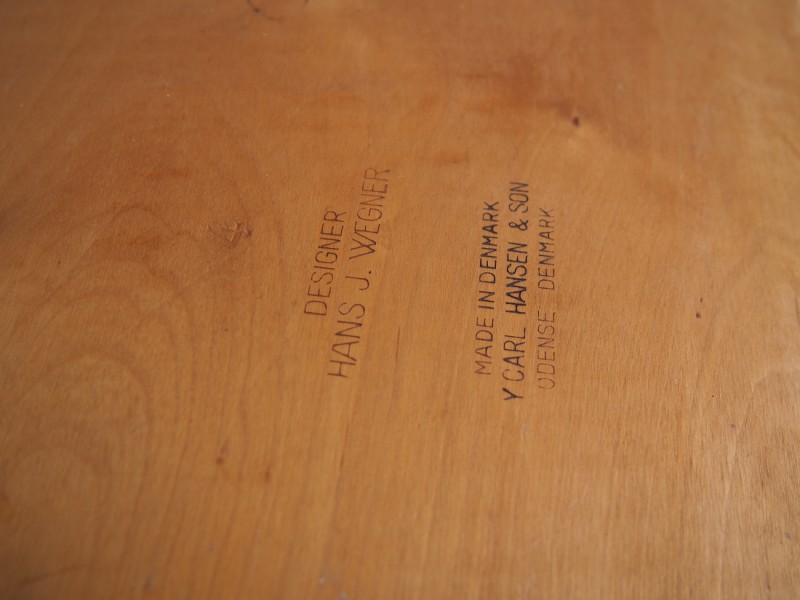 DESIGNER
HANS J. WEGNER
MADE IN DENMARK
Y CARL HANSEN & SON
ODENSE DENMARK